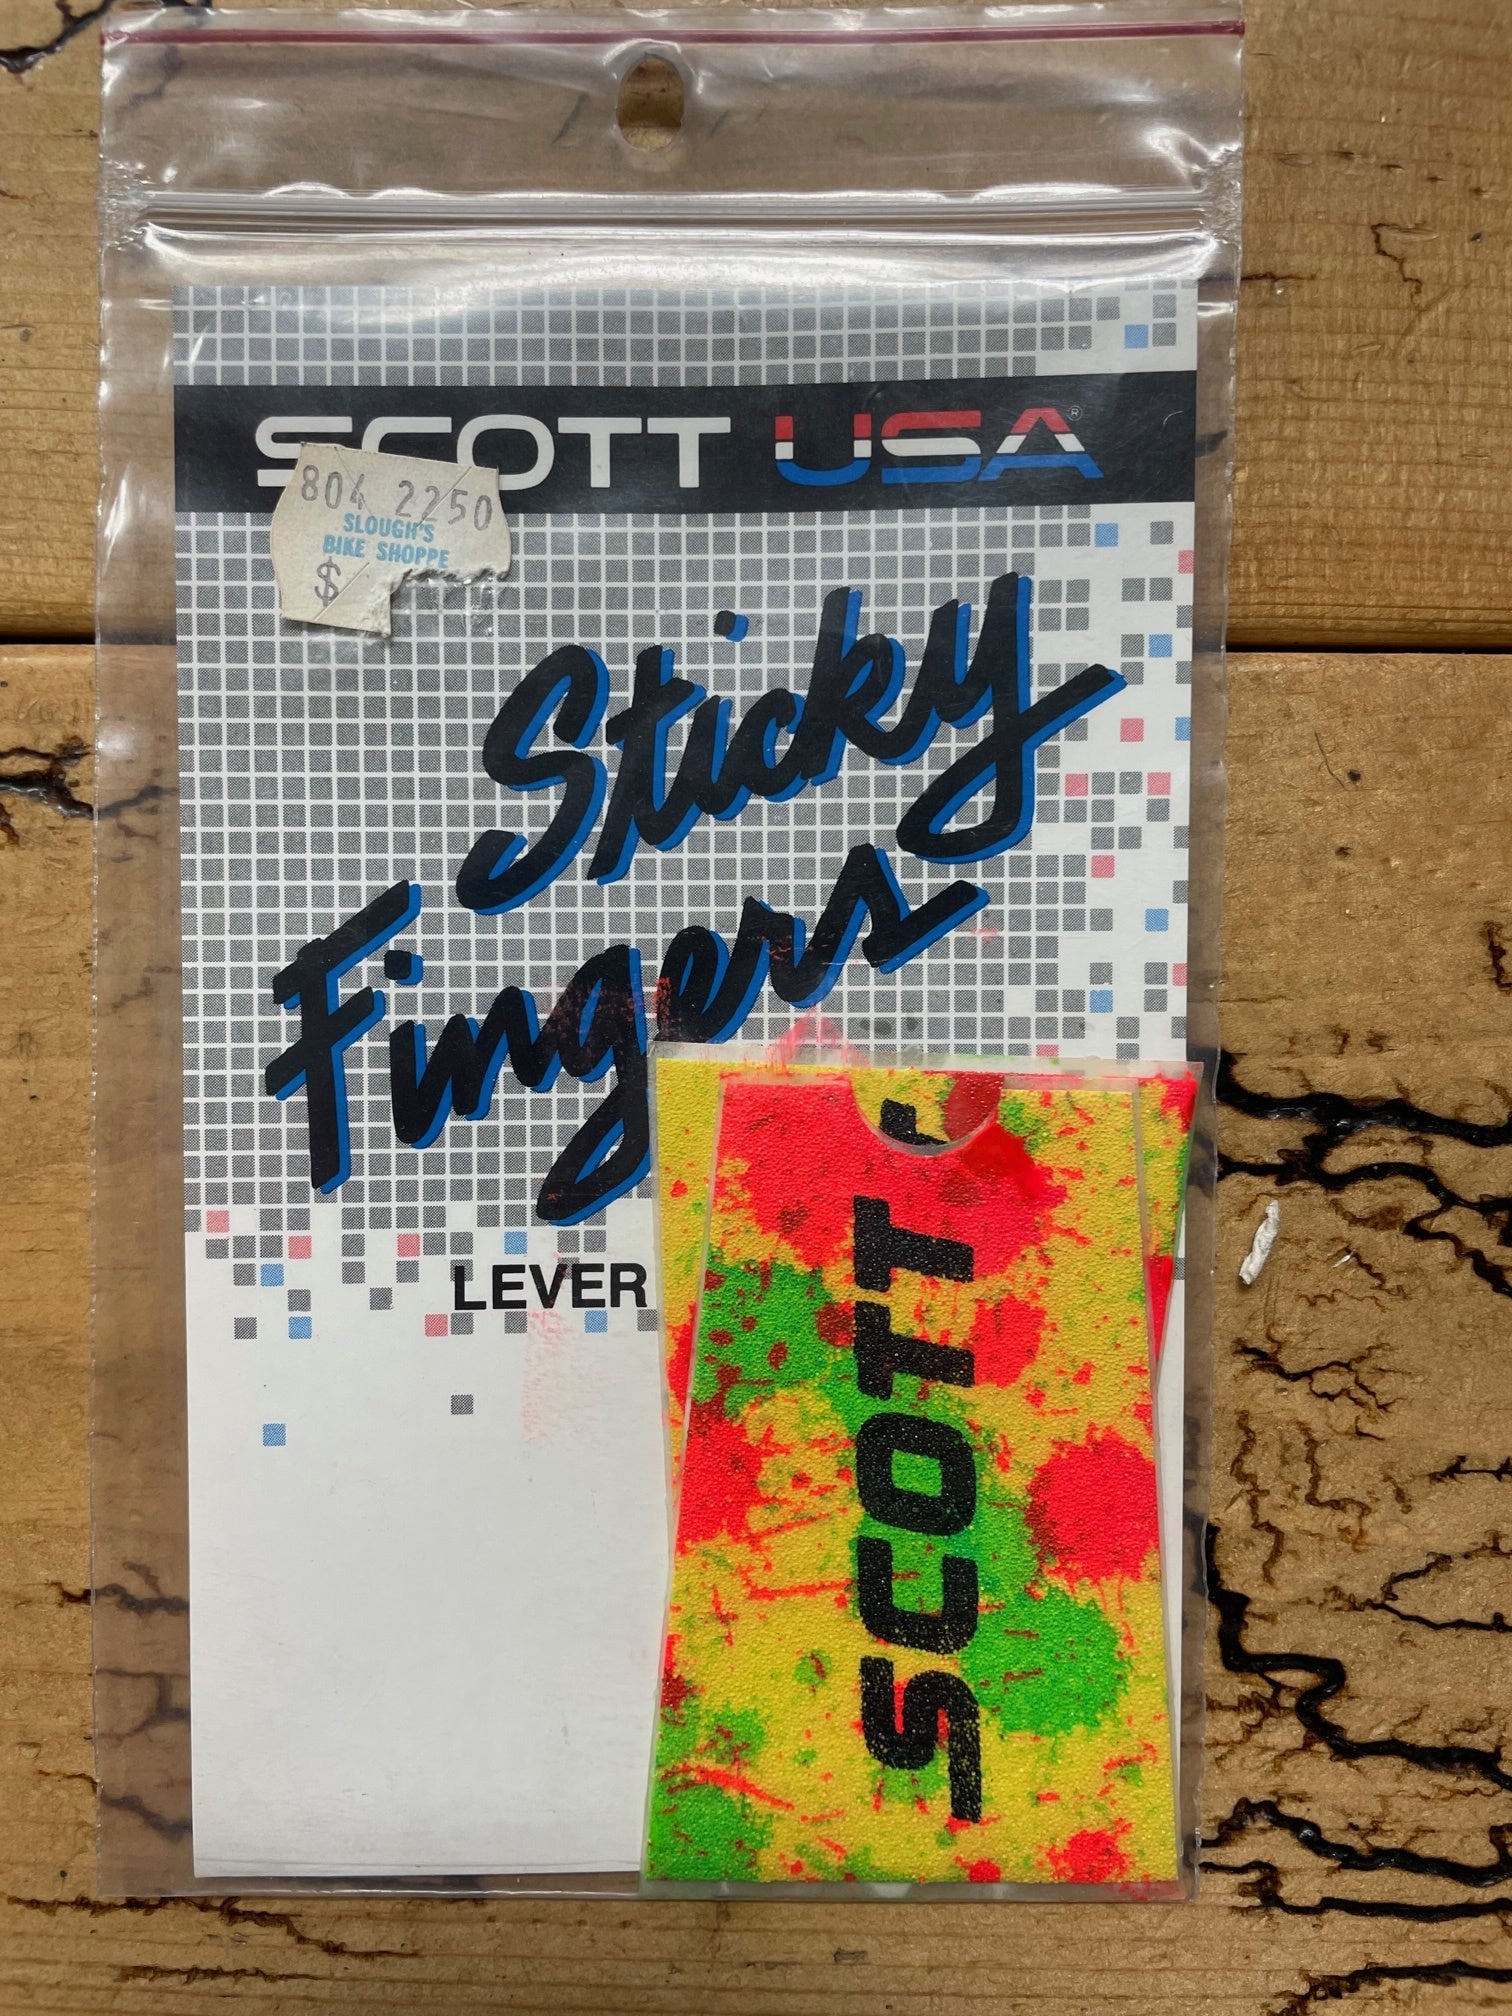 SCOTT USA®
804 2250
SLOUGH'S
BIKE SHOPPE
$
Sticky
Fingers
LEVER
SCOTT